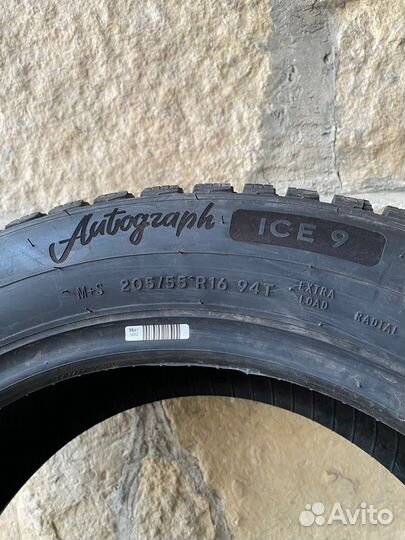 Autograph ICE 9
M+S 205/55 R16 94T EXTRA LOAD RADIAL
Avito